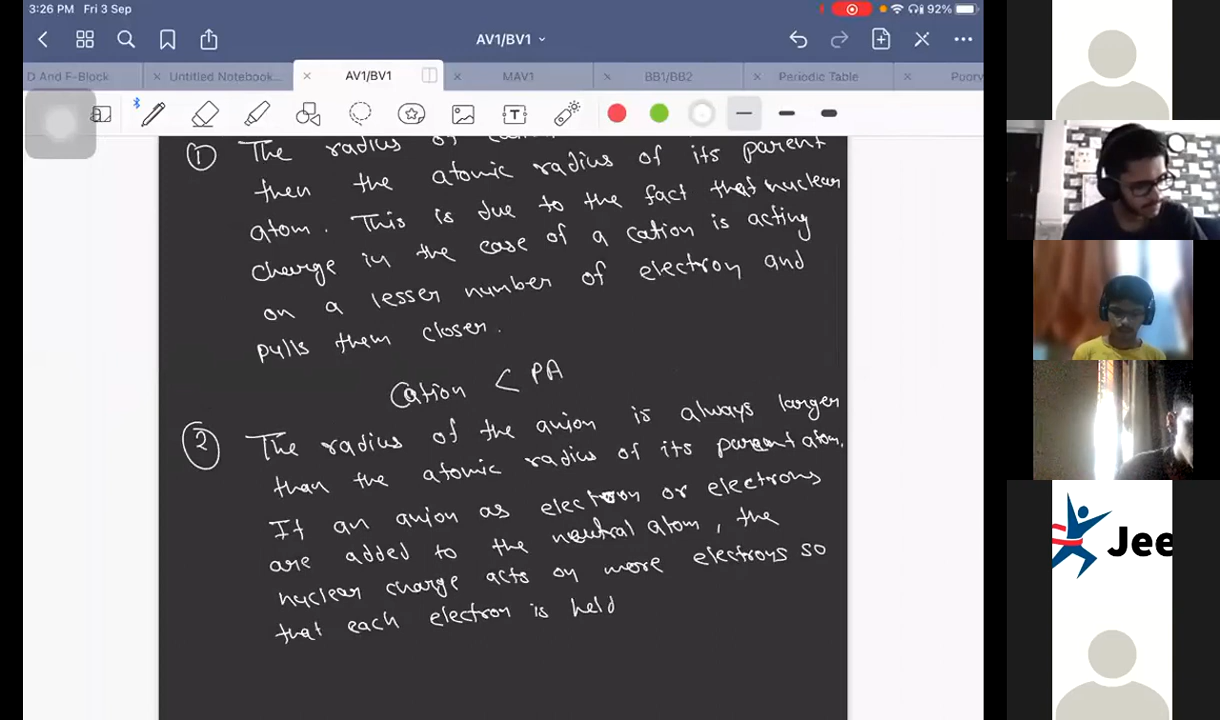 3:26 PM Fri 3 Sep
92%
AV1/BV1
D And F-Block
Untitled Notebook...
AV1/BV1
MAV1
BB1/BB2
Periodic Table
Poorv
1 The radius of
then the atomic radius of its parent
atom. This is due to the fact that nuclear
charge in the case of a cation is acting
on a lesser number of electron and
pulls them closer.
Cation < PA
2 The radius of the anion is always larger
than the atomic radius of its parent atom.
If an anion as electron or electrons
are added to the neutral atom, the
nuclear charge acts on more electrons so
that each electron is held
Jee